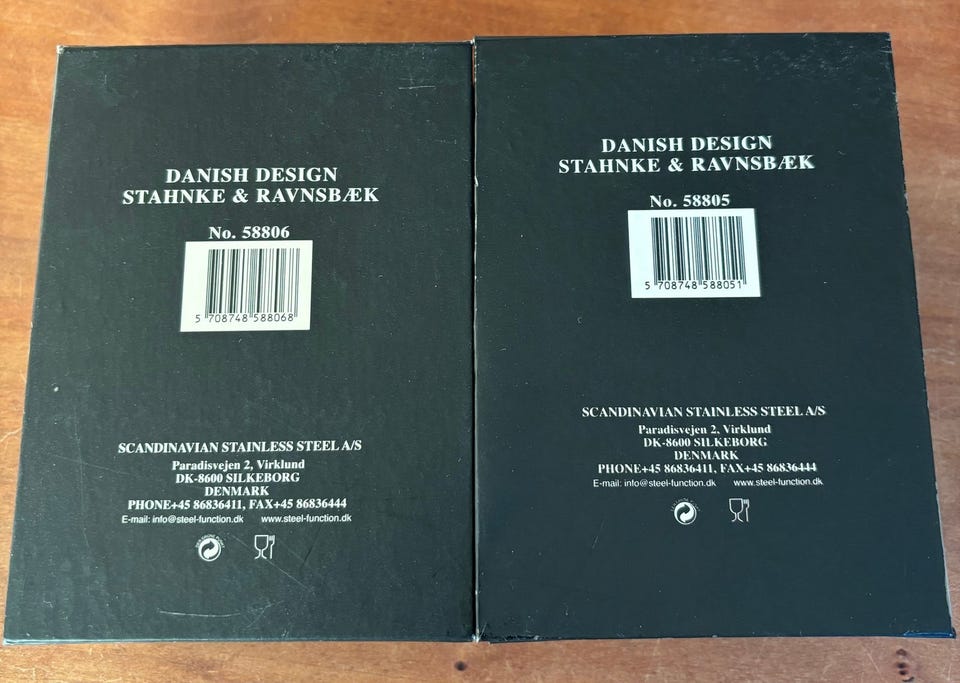 DANISH DESIGN
STAHNKE & RAVNSBÆK
No. 58806
5 708748 588068
SCANDINAVIAN STAINLESS STEEL A/S
Paradisvejen 2, Virklund
DK-8600 SILKEBORG
DENMARK
PHONE+45 86836411, FAX+45 86836444
E-mail: info@steel-function.dk www.steel-function.dk
DANISH DESIGN
STAHNKE & RAVNSBÆK
No. 58805
5 708748 588051
SCANDINAVIAN STAINLESS STEEL A/S
Paradisvejen 2, Virklund
DK-8600 SILKEBORG
DENMARK
PHONE+45 86836411, FAX+45 86836444
E-mail: info@steel-function.dk www.steel-function.dk